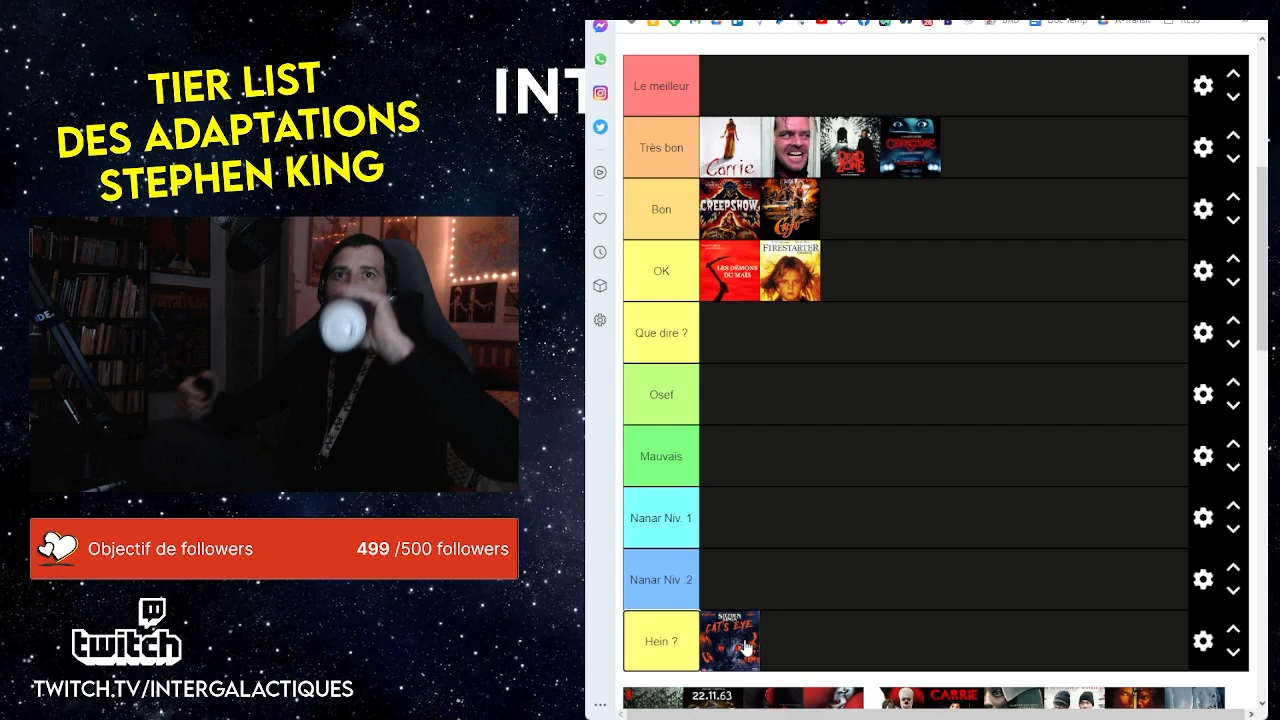 TIER LIST
DES ADAPTATIONS
STEPHEN KING
INT
Objectif de followers
499 /500 followers
twitch
TWITCH.TV/INTERGALACTIQUES
Le meilleur
Très bon
Carrie
DEAD ZONE
CHRISTINE
Bon
CREEPSHOW
Cujo
OK
LES DÉMONS
DU MAÏS
FIRESTARTER
Que dire ?
Osef
Mauvais
Nanar Niv. 1
Nanar Niv .2
Hein ?
STEPHEN KING'S
CAT'S EYE
22.11.63
CARRIE